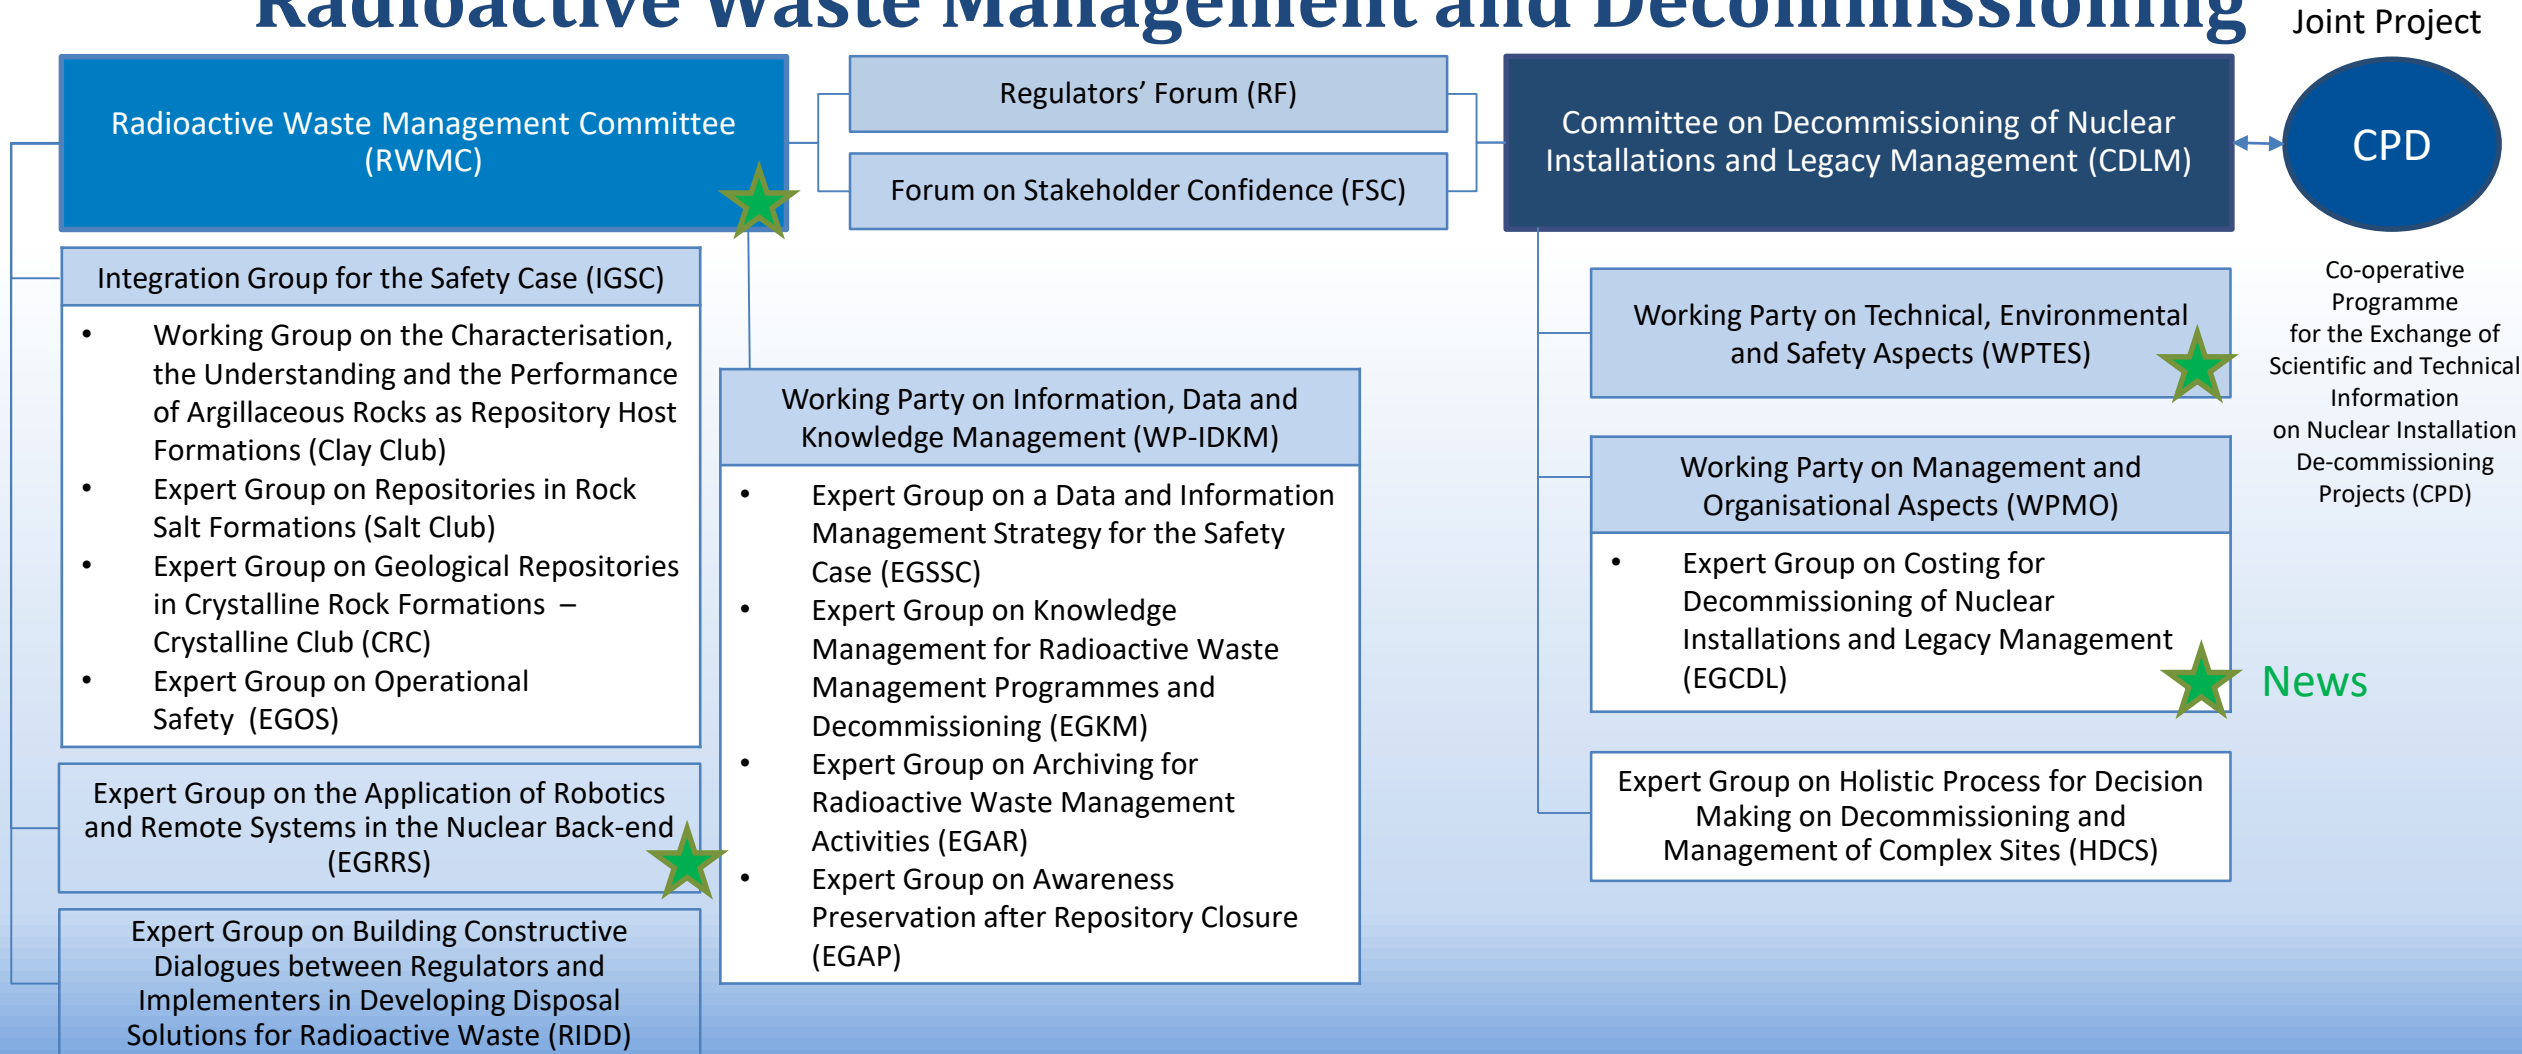 Radioactive Waste Management and Decommissioning
Joint Project
Radioactive Waste Management Committee
(RWMC)
Regulators’ Forum (RF)
Forum on Stakeholder Confidence (FSC)
Committee on Decommissioning of Nuclear
Installations and Legacy Management (CDLM)
CPD
Co-operative
Programme
for the Exchange of
Scientific and Technical
Information
on Nuclear Installation
De-commissioning
Projects (CPD)
Integration Group for the Safety Case (IGSC)
• Working Group on the Characterisation,
the Understanding and the Performance
of Argillaceous Rocks as Repository Host
Formations (Clay Club)
• Expert Group on Repositories in Rock
Salt Formations (Salt Club)
• Expert Group on Geological Repositories
in Crystalline Rock Formations –
Crystalline Club (CRC)
• Expert Group on Operational
Safety (EGOS)
Expert Group on the Application of Robotics
and Remote Systems in the Nuclear Back-end
(EGRRS)
Expert Group on Building Constructive
Dialogues between Regulators and
Implementers in Developing Disposal
Solutions for Radioactive Waste (RIDD)
Working Party on Information, Data and
Knowledge Management (WP-IDKM)
• Expert Group on a Data and Information
Management Strategy for the Safety
Case (EGSSC)
• Expert Group on Knowledge
Management for Radioactive Waste
Management Programmes and
Decommissioning (EGKM)
• Expert Group on Archiving for
Radioactive Waste Management
Activities (EGAR)
• Expert Group on Awareness
Preservation after Repository Closure
(EGAP)
Working Party on Technical, Environmental
and Safety Aspects (WPTES)
Working Party on Management and
Organisational Aspects (WPMO)
• Expert Group on Costing for
Decommissioning of Nuclear
Installations and Legacy Management
(EGCDL)
News
Expert Group on Holistic Process for Decision
Making on Decommissioning and
Management of Complex Sites (HDCS)